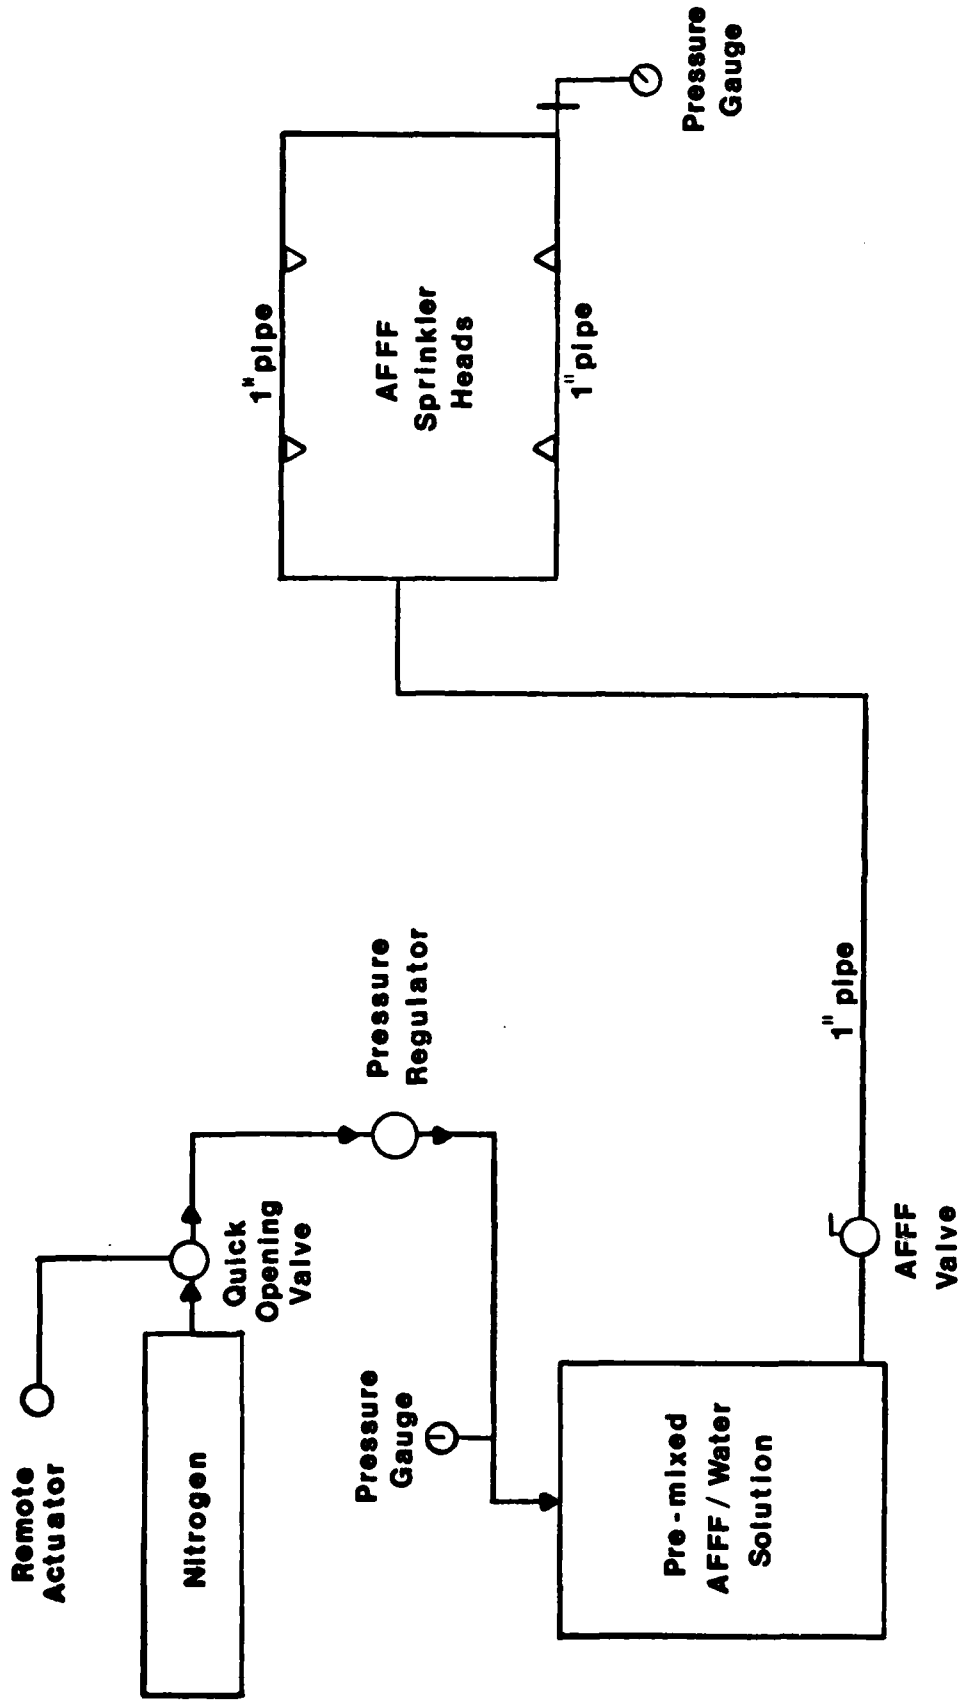 Remote
Actuator
Nitrogen
Quick
Opening
Valve
Pressure
Regulator
Pressure
Gauge
Pre-mixed
AFFF / Water
Solution
AFFF
Valve
1" pipe
1" pipe
AFFF
Sprinkler
Heads
1" pipe
Pressure
Gauge